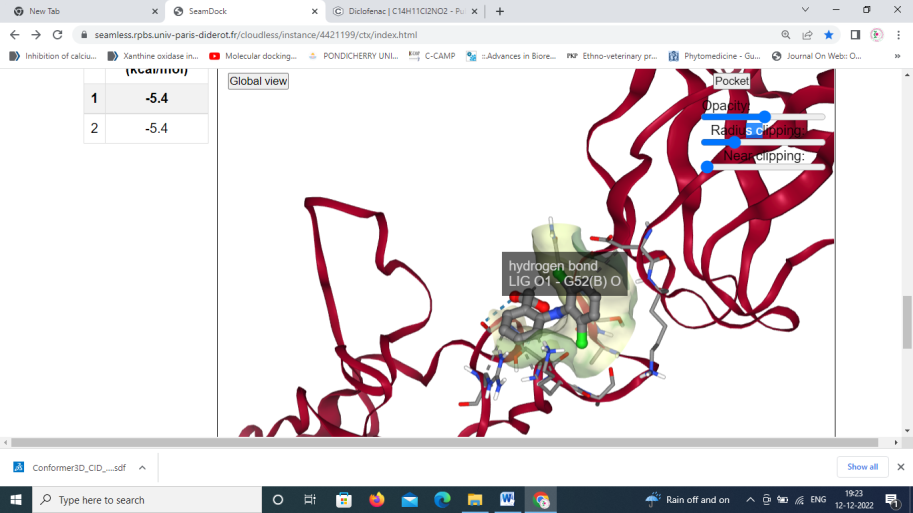 New Tab
SeamDock
Diclofenac | C14H11Cl2NO2 - Pu
seamless.rpbs.univ-paris-diderot.fr/cloudless/instance/4421199/ctx/index.html
Inhibition of calciu...
Xanthine oxidase in...
Molecular docking...
PONDICHERRY UNI...
C-CAMP
::.Advances in Biore...
PKP Ethno-veterinary pr...
Phytomedicine - Gu...
Journal On Web: O...
(kcal/mol)
1 -5.4
2 -5.4
Global view
Pocket
Opacity:
Radius clipping:
Near clipping:
hydrogen bond
LIG O1 - G52(B) O
Conformer3D_CID_....sdf
Show all
Type here to search
Rain off and on
ENG
19:23
12-12-2022
1